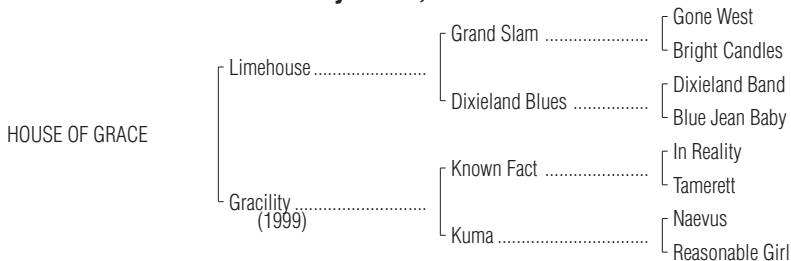 Gone West
Grand Slam ......................
Bright Candles
Limehouse ........................
Dixieland Band
Dixieland Blues ................
Blue Jean Baby
HOUSE OF GRACE
In Reality
Known Fact ......................
Tamerett
Gracility ............................
(1999)
Naevus
Kuma ................................
Reasonable Girl